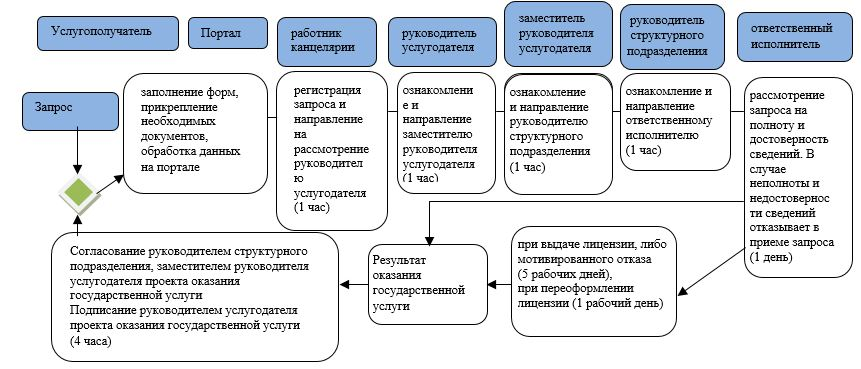 Услугополучатель
Портал
работник
канцелярии
руководитель
услугодателя
заместитель
руководителя
услугодателя
руководитель
структурного
подразделения
ответственный
исполнитель
Запрос
заполнение форм,
прикрепление
необходимых
документов,
обработка данных
на портале
регистрация
запроса и
направление
на
рассмотрение
руководител
ю
услугодателя
(1 час)
ознакомлени
е и
направление
заместителю
руководителя
услугодателя
(1 час)
ознакомление
и направление
руководителю
структурного
подразделения
(1 час)
ознакомление и
направление
ответственному
исполнителю
(1 час)
рассмотрение
запроса на
полноту и
достоверность
сведений. В
случае
неполноты и
недостовернос
ти сведений
отказывает в
приеме запроса
(1 день)
Согласование руководителем структурного
подразделения, заместителем руководителя
услугодателя проекта оказания
государственной услуги
Подписание руководителем услугодателя
проекта оказания государственной услуги
(4 часа)
Результат
оказания
государственной
услуги
при выдаче лицензии, либо
мотивированного отказа
(5 рабочих дней),
при переоформлении
лицензии (1 рабочий день)